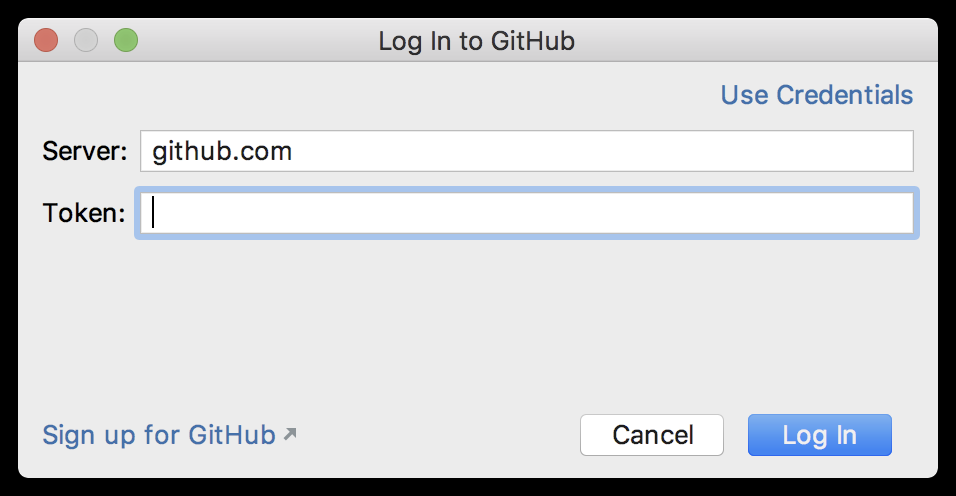 Log In to GitHub
Use Credentials
Server: github.com
Token:
Sign up for GitHub
Cancel
Log In